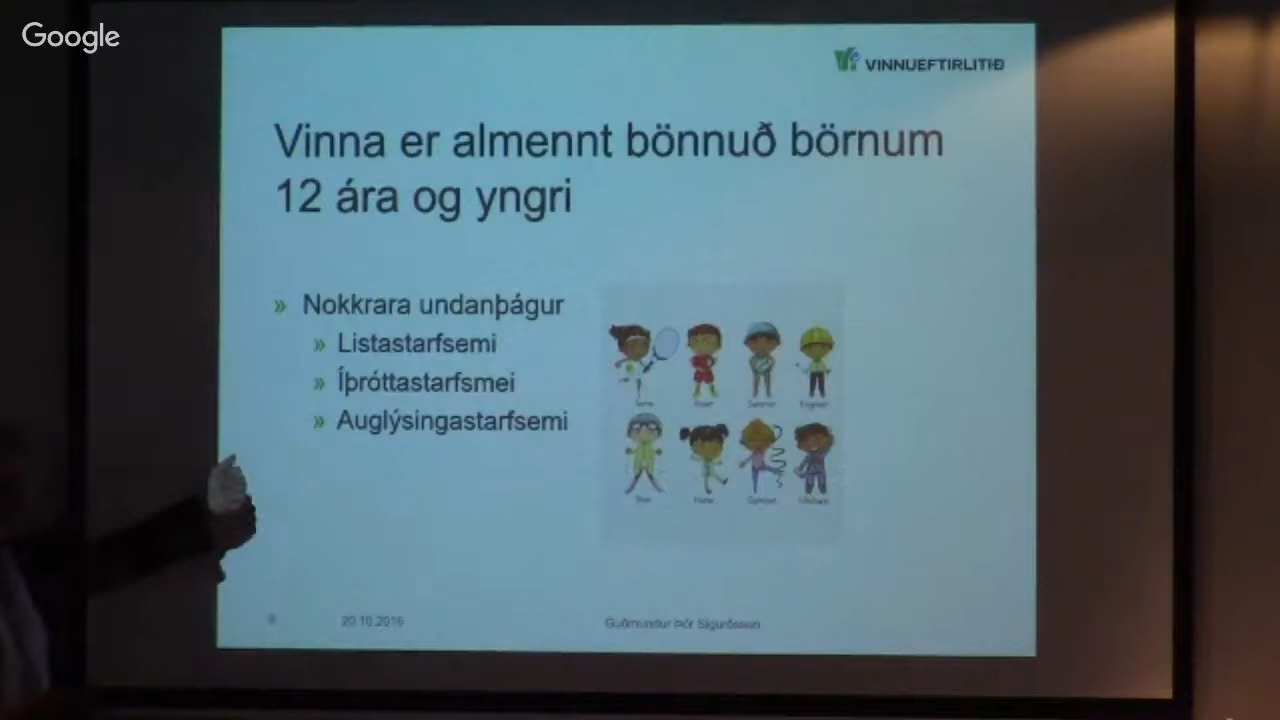 Google
VINNUEFTIRLITIÐ
Vinna er almennt bönnuð börnum
12 ára og yngri
» Nokkrara undanþágur
» Listastarfsemi
» Íþróttastarfsmei
» Auglýsingastarfsemi
20.10.2016
Guðmundur Þór Sigurðsson